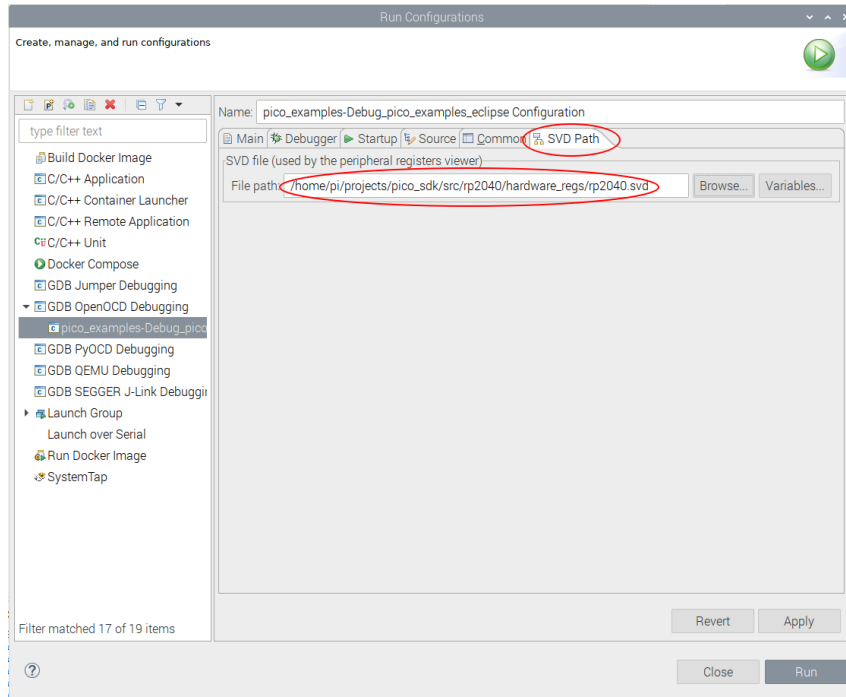 Run Configurations
Create, manage, and run configurations
type filter text
Build Docker Image
C/C++ Application
C/C++ Container Launcher
C/C++ Remote Application
C/C++ Unit
Docker Compose
GDB Jumper Debugging
GDB OpenOCD Debugging
pico_examples-Debug_pico
GDB PyOCD Debugging
GDB QEMU Debugging
GDB SEGGER J-Link Debuggin
Launch Group
Launch over Serial
Run Docker Image
SystemTap
Filter matched 17 of 19 items
Name: pico_examples-Debug_pico_examples_eclipse Configuration
Main Debugger Startup Source Common SVD Path
SVD file (used by the peripheral registers viewer)
File path: /home/pi/projects/pico_sdk/src/rp2040/hardware_regs/rp2040.svd Browse... Variables...
Revert Apply
Close Run